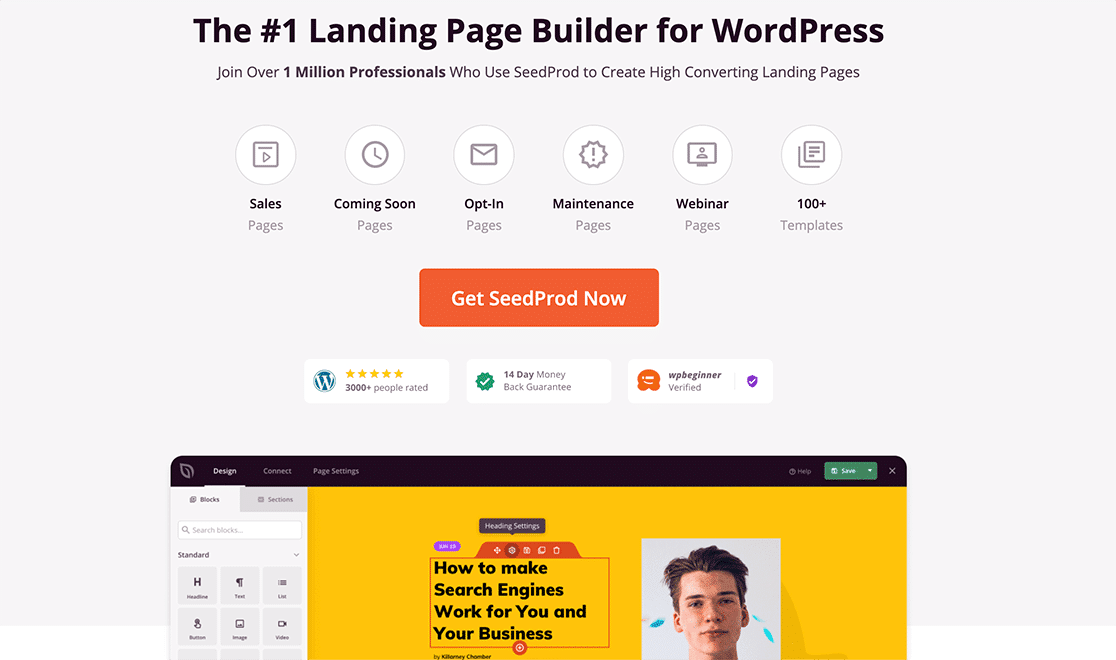 The #1 Landing Page Builder for WordPress
Join Over 1 Million Professionals Who Use SeedProd to Create High Converting Landing Pages
Sales
Pages
Coming Soon
Pages
Opt-In
Pages
Maintenance
Pages
Webinar
Pages
100+
Templates
Get SeedProd Now
3000+ people rated
14 Day Money
Back Guarantee
wpbeginner
Verified
Design
Connect
Page Settings
Help
Save
Blocks
Sections
Search blocks...
Standard
Headline
Text
List
Button
Image
Video
Heading Settings
JUN 15
How to make
Search Engines
Work for You and
Your Business
by Killarney Chamber